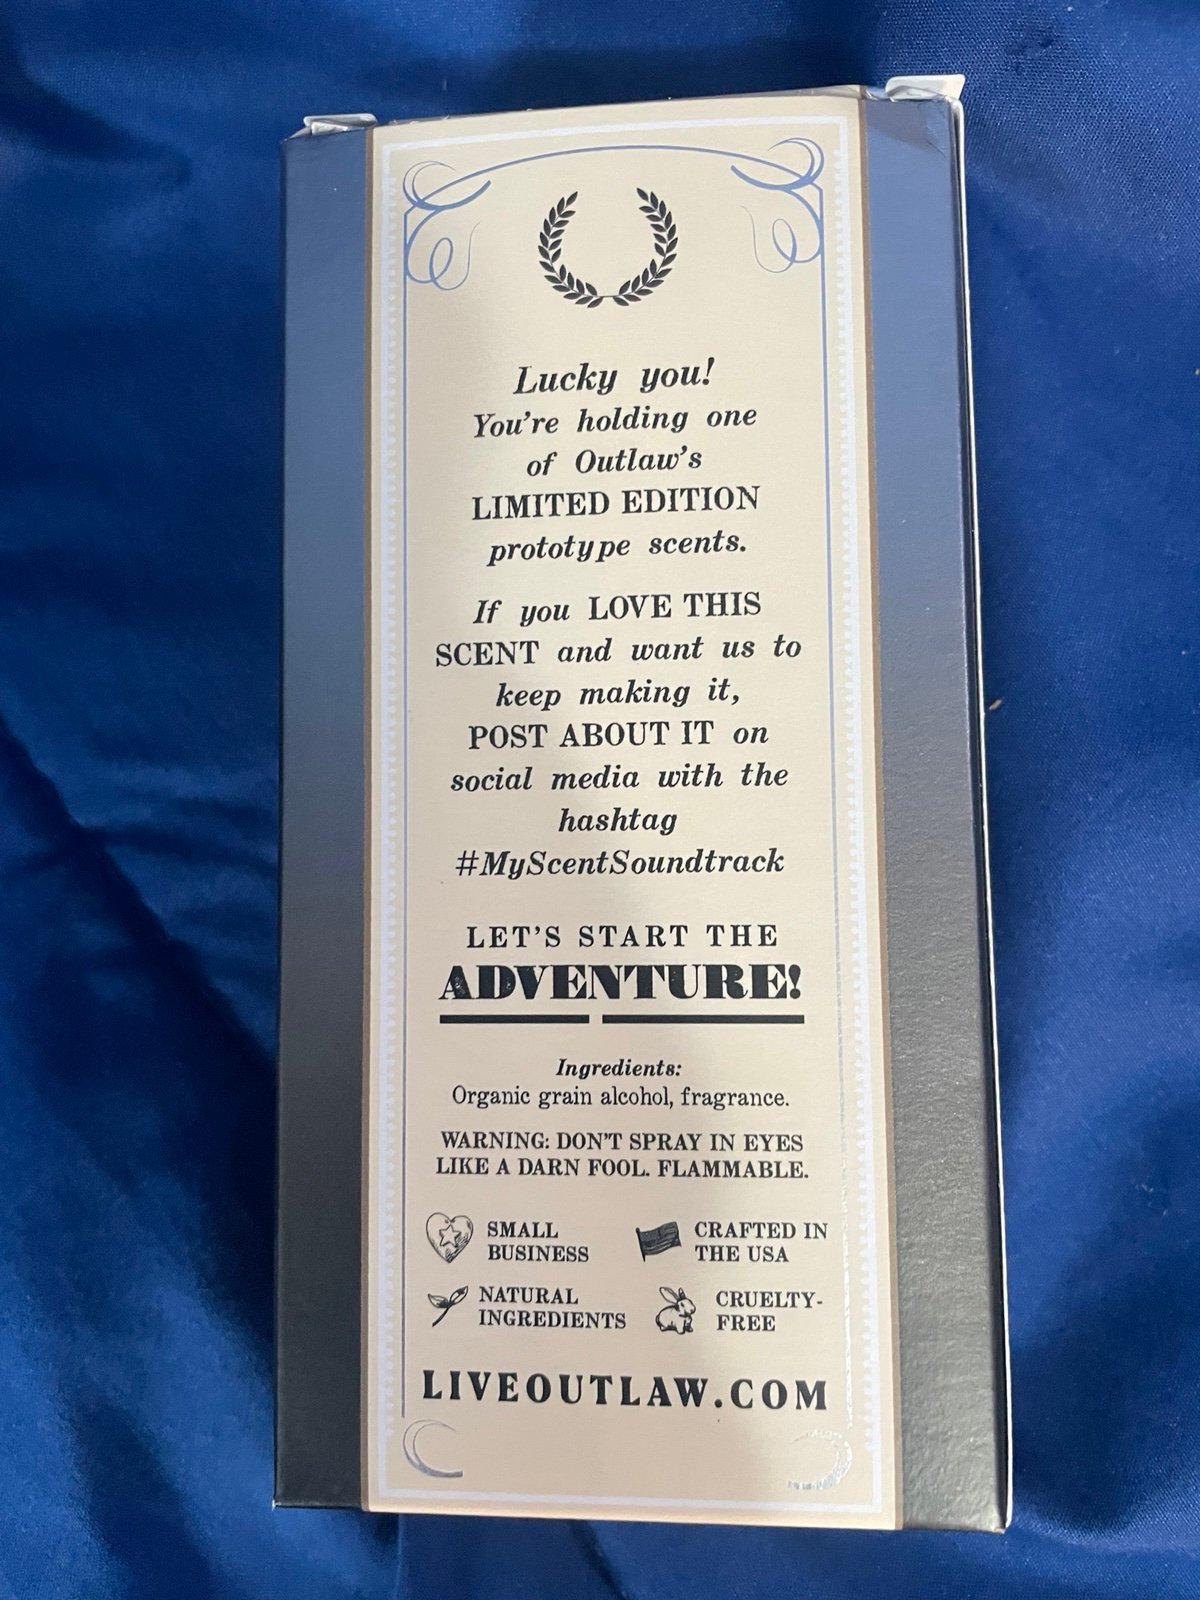 Lucky you!
You're holding one
of Outlaw's
LIMITED EDITION
prototype scents.
If you LOVE THIS
SCENT and want us to
keep making it,
POST ABOUT IT on
social media with the
hashtag
#MyScentSoundtrack
LET'S START THE
ADVENTURE!
Ingredients:
Organic grain alcohol, fragrance.
WARNING: DON'T SPRAY IN EYES
LIKE A DARN FOOL. FLAMMABLE.
SMALL
BUSINESS
CRAFTED IN
THE USA
NATURAL
INGREDIENTS
CRUELTY-
FREE
LIVEOUTLAW.COM